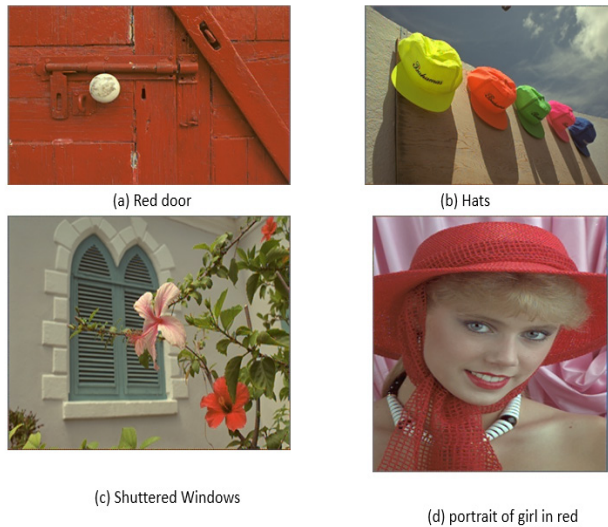 (a) Red door
(b) Hats
(c) Shuttered Windows
(d) portrait of girl in red